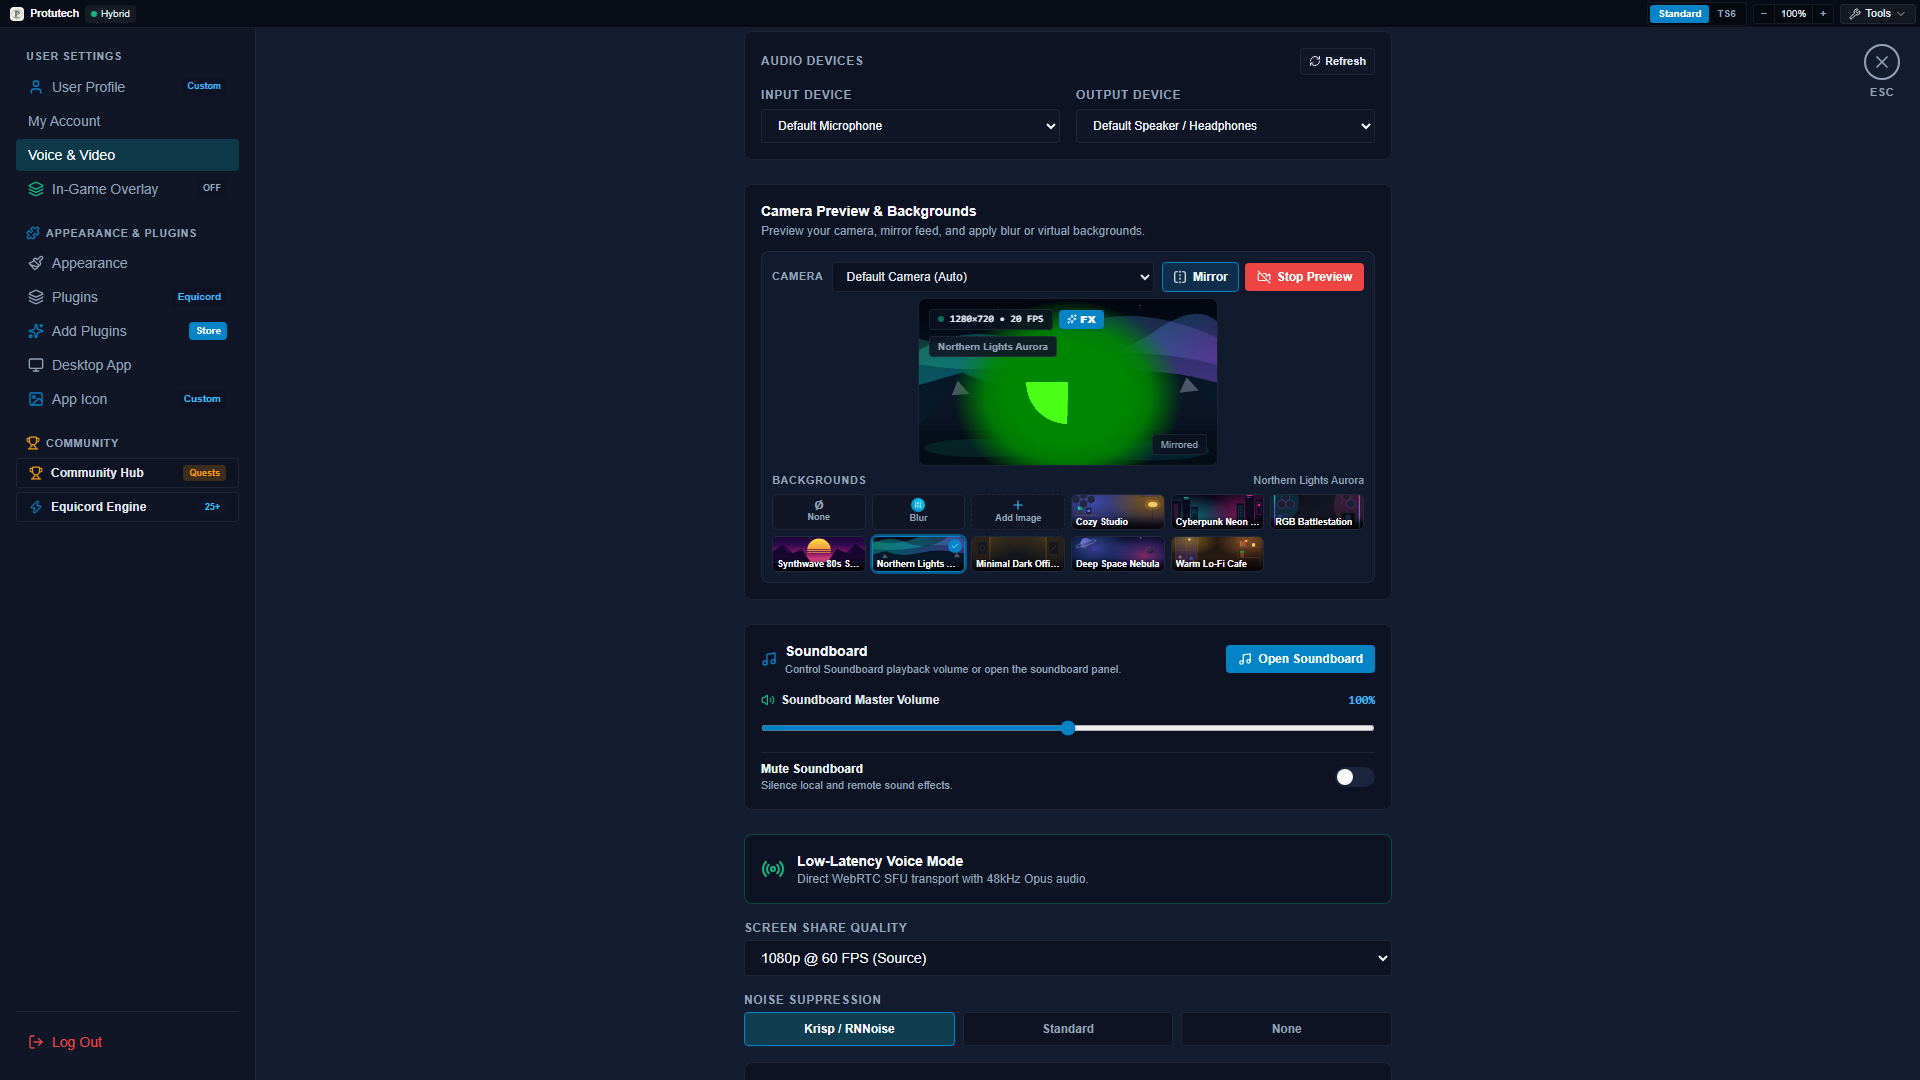 Protutech
Hybrid
Standard
TS6
−
100%
+
Tools
USER SETTINGS
User Profile
Custom
My Account
Voice & Video
In-Game Overlay
OFF
APPEARANCE & PLUGINS
Appearance
Plugins
Equicord
Add Plugins
Store
Desktop App
App Icon
Custom
COMMUNITY
Community Hub
Quests
Equicord Engine
25+
Log Out
ESC
AUDIO DEVICES
Refresh
INPUT DEVICE
OUTPUT DEVICE
Default Microphone
Default Speaker / Headphones
Camera Preview & Backgrounds
Preview your camera, mirror feed, and apply blur or virtual backgrounds.
CAMERA
Default Camera (Auto)
Mirror
Stop Preview
1280×720 • 20 FPS
FX
Northern Lights Aurora
Mirrored
BACKGROUNDS
Northern Lights Aurora
Ø
None
Blur
Add Image
Cozy Studio
Cyberpunk Neon ...
RGB Battlestation
Synthwave 80s S...
Northern Lights ...
Minimal Dark Offi...
Deep Space Nebula
Warm Lo-Fi Cafe
Soundboard
Control Soundboard playback volume or open the soundboard panel.
Open Soundboard
Soundboard Master Volume
100%
Mute Soundboard
Silence local and remote sound effects.
Low-Latency Voice Mode
Direct WebRTC SFU transport with 48kHz Opus audio.
SCREEN SHARE QUALITY
1080p @ 60 FPS (Source)
NOISE SUPPRESSION
Krisp / RNNoise
Standard
None